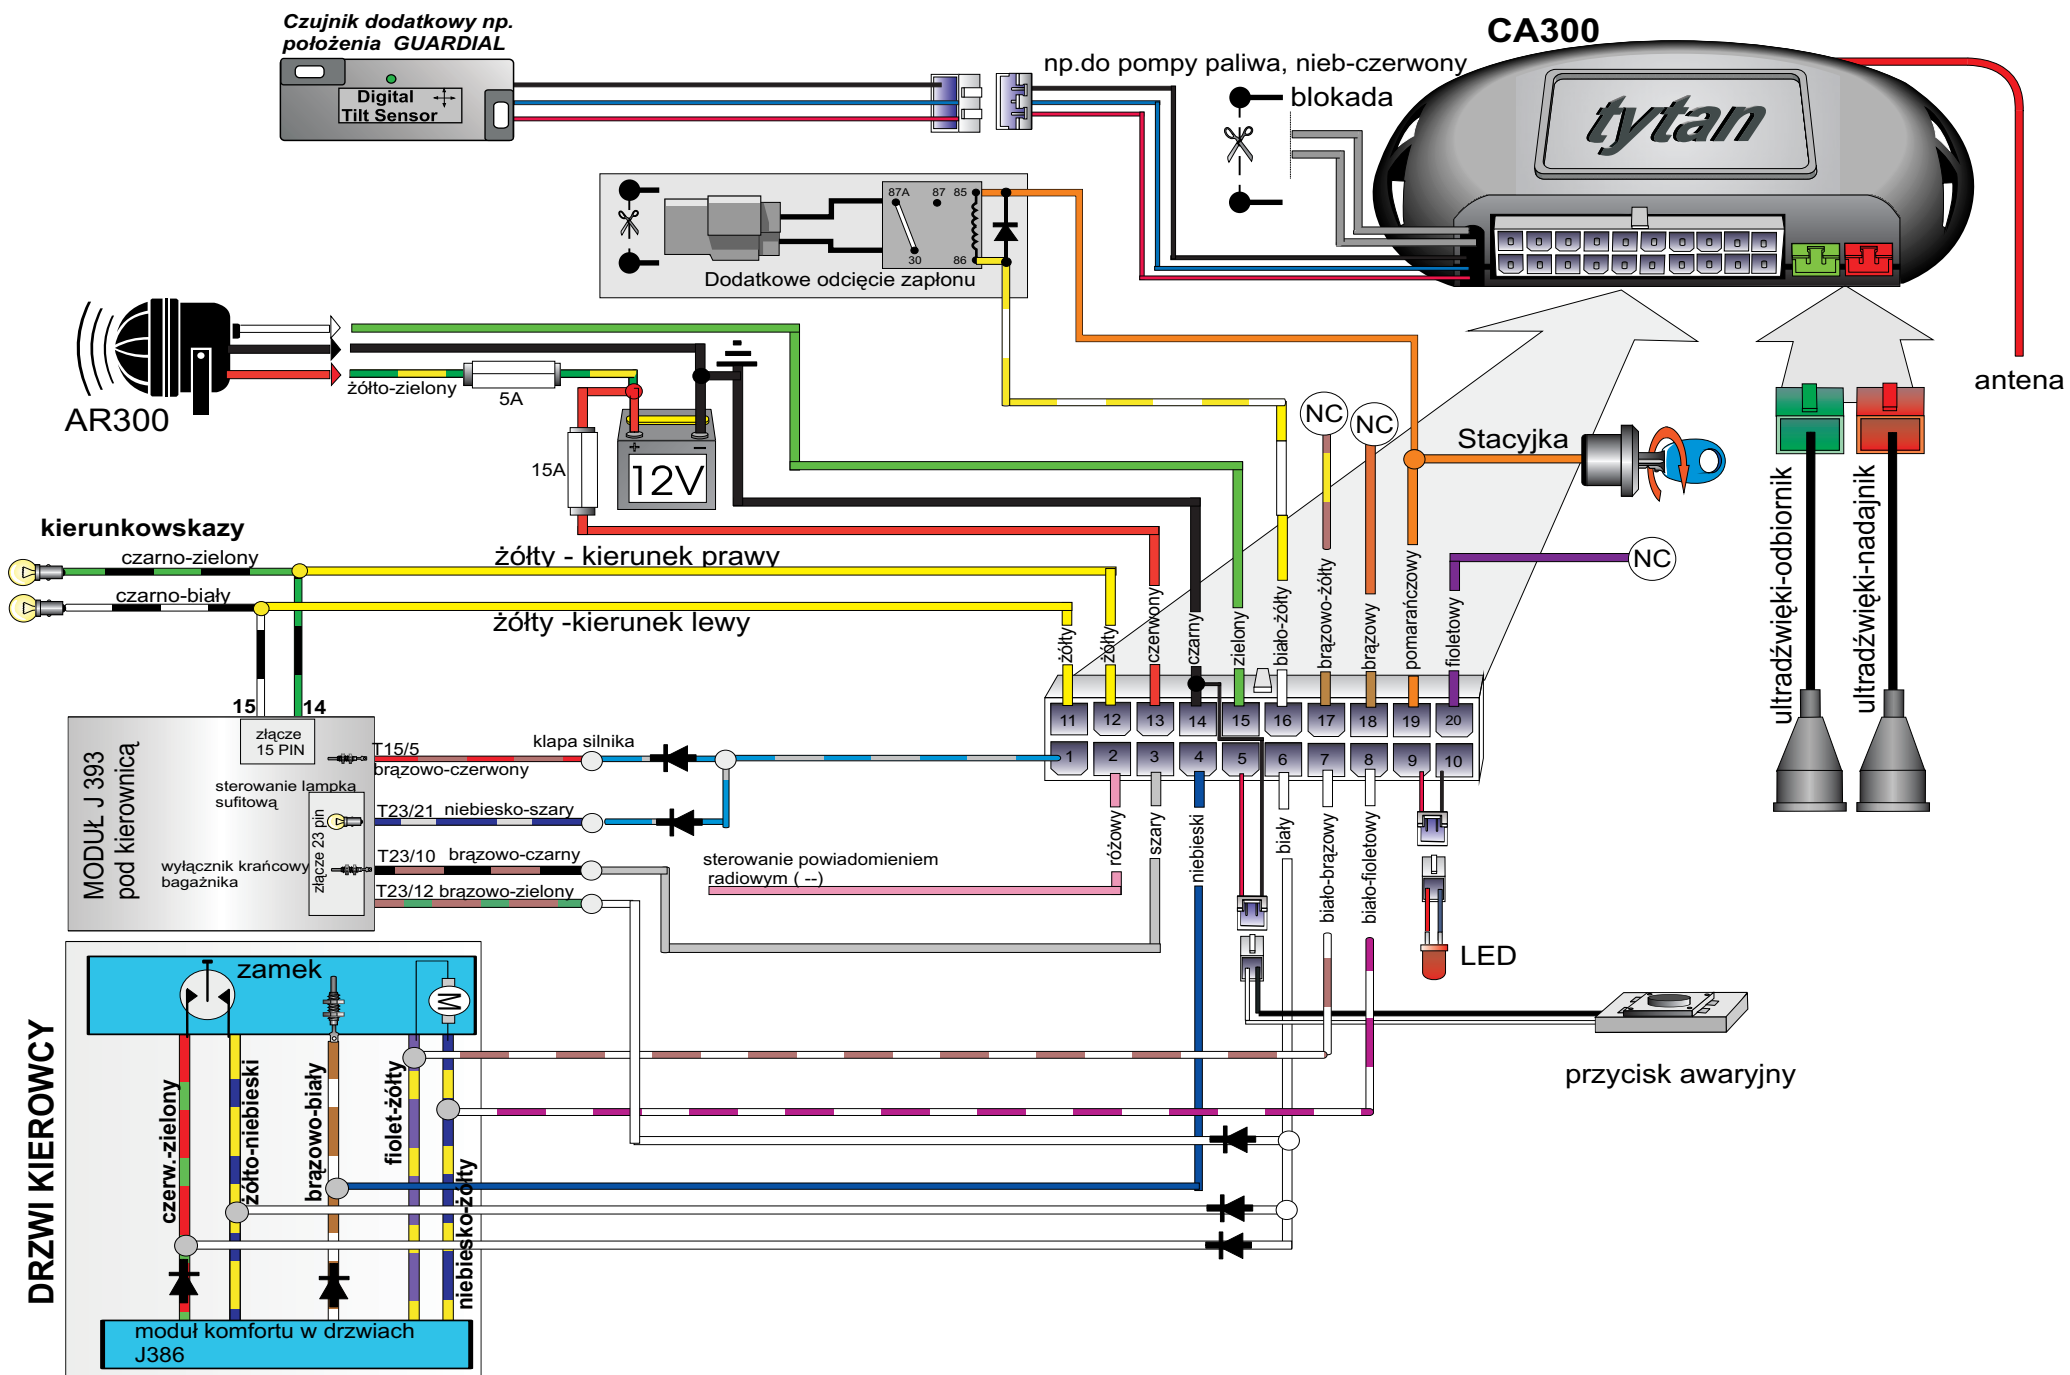 Czujnik dodatkowy np.
położenia GUARDIAL
Digital
Tilt Sensor
CA300
np.do pompy paliwa, nieb-czerwony
blokada
tytan
87A
87
85
30
86
Dodatkowe odcięcie zapłonu
antena
AR300
żółto-zielony
5A
15A
+
–
12V
NC
NC
Stacyjka
NC
ultradźwięki-odbiornik
ultradźwięki-nadajnik
kierunkowskazy
czarno-zielony
żółty - kierunek prawy
czarno-biały
żółty -kierunek lewy
żółty
żółty
czerwony
czarny
zielony
biało-żółty
brązowo-żółty
brązowy
pomarańczowy
fioletowy
11
12
13
14
15
16
17
18
19
20
1
2
3
4
5
6
7
8
9
10
różowy
szary
niebieski
biały
biało-brązowy
biało-fioletowy
15
14
złącze
15 PIN
MODUŁ J 393
pod kierownicą
sterowanie lampka
sufitową
złącze 23 pin
wyłącznik krańcowy
bagażnika
T15/5
brązowo-czerwony
klapa silnika
T23/21 niebiesko-szary
T23/10 brązowo-czarny
T23/12 brązowo-zielony
sterowanie powiadomieniem
radiowym ( --)
LED
przycisk awaryjny
DRZWI KIEROWCY
zamek
M
czerw.-zielony
żółto-niebieski
brązowo-biały
fiolet-żółty
niebiesko-żółty
moduł komfortu w drzwiach
J386